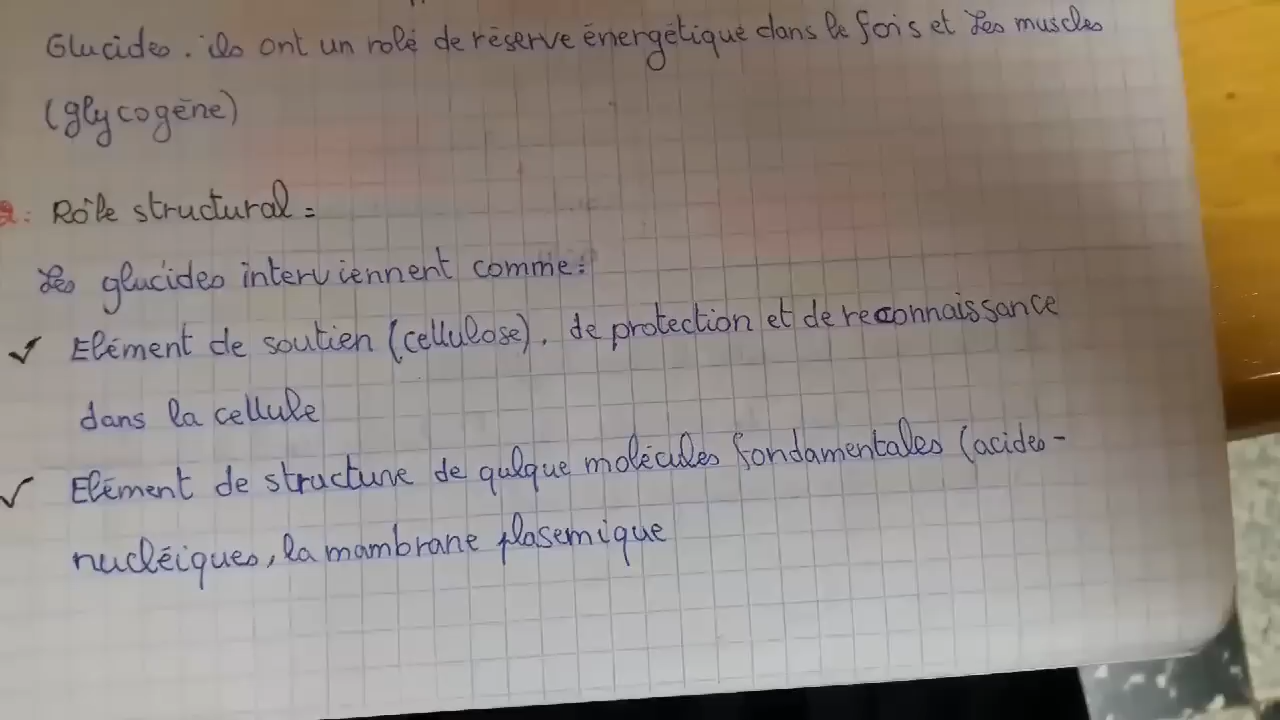 Glucides. ils ont un rolé de réserve énergétique dans le fois et Les muscles
(glycogène)
2: Rôle structural =
Les glucides interviennent comme:
✓ Elément de soutien (cellulose), de protection et de reconnaissance
dans la cellule
✓ Elément de structure de qulque molécules fondamentales (acides-
nucléiques, la mambrane plasemique